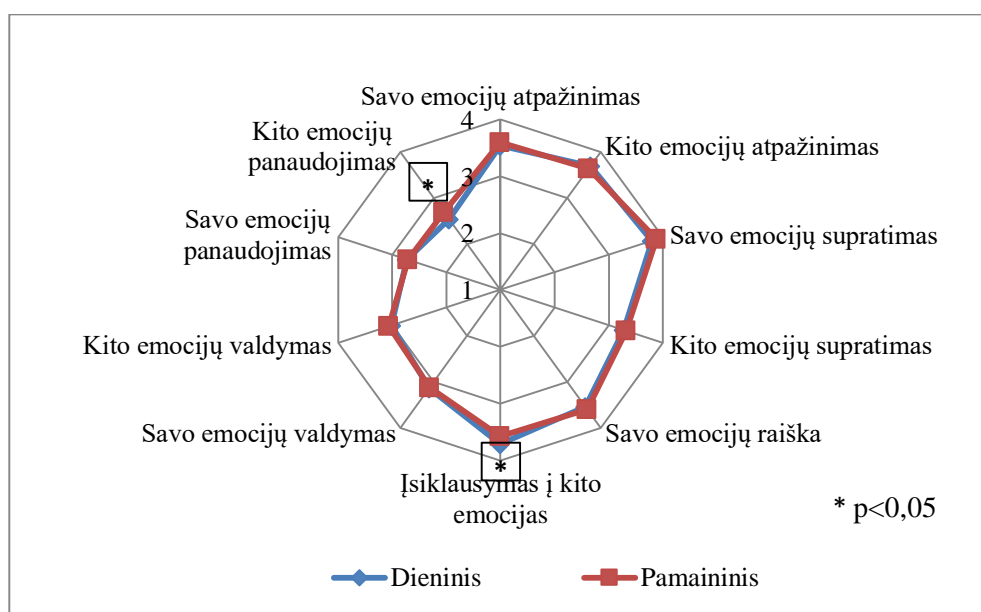 Savo emocijų atpažinimas
4
Kito emocijų
panaudojimas
Kito emocijų atpažinimas
*
3
Savo emocijų
panaudojimas
Savo emocijų supratimas
2
1
Kito emocijų valdymas
Kito emocijų supratimas
Savo emocijų valdymas
Savo emocijų raiška
*
Įsiklausymas į kito
emocijas
* p<0,05
Dieninis
Pamaininis